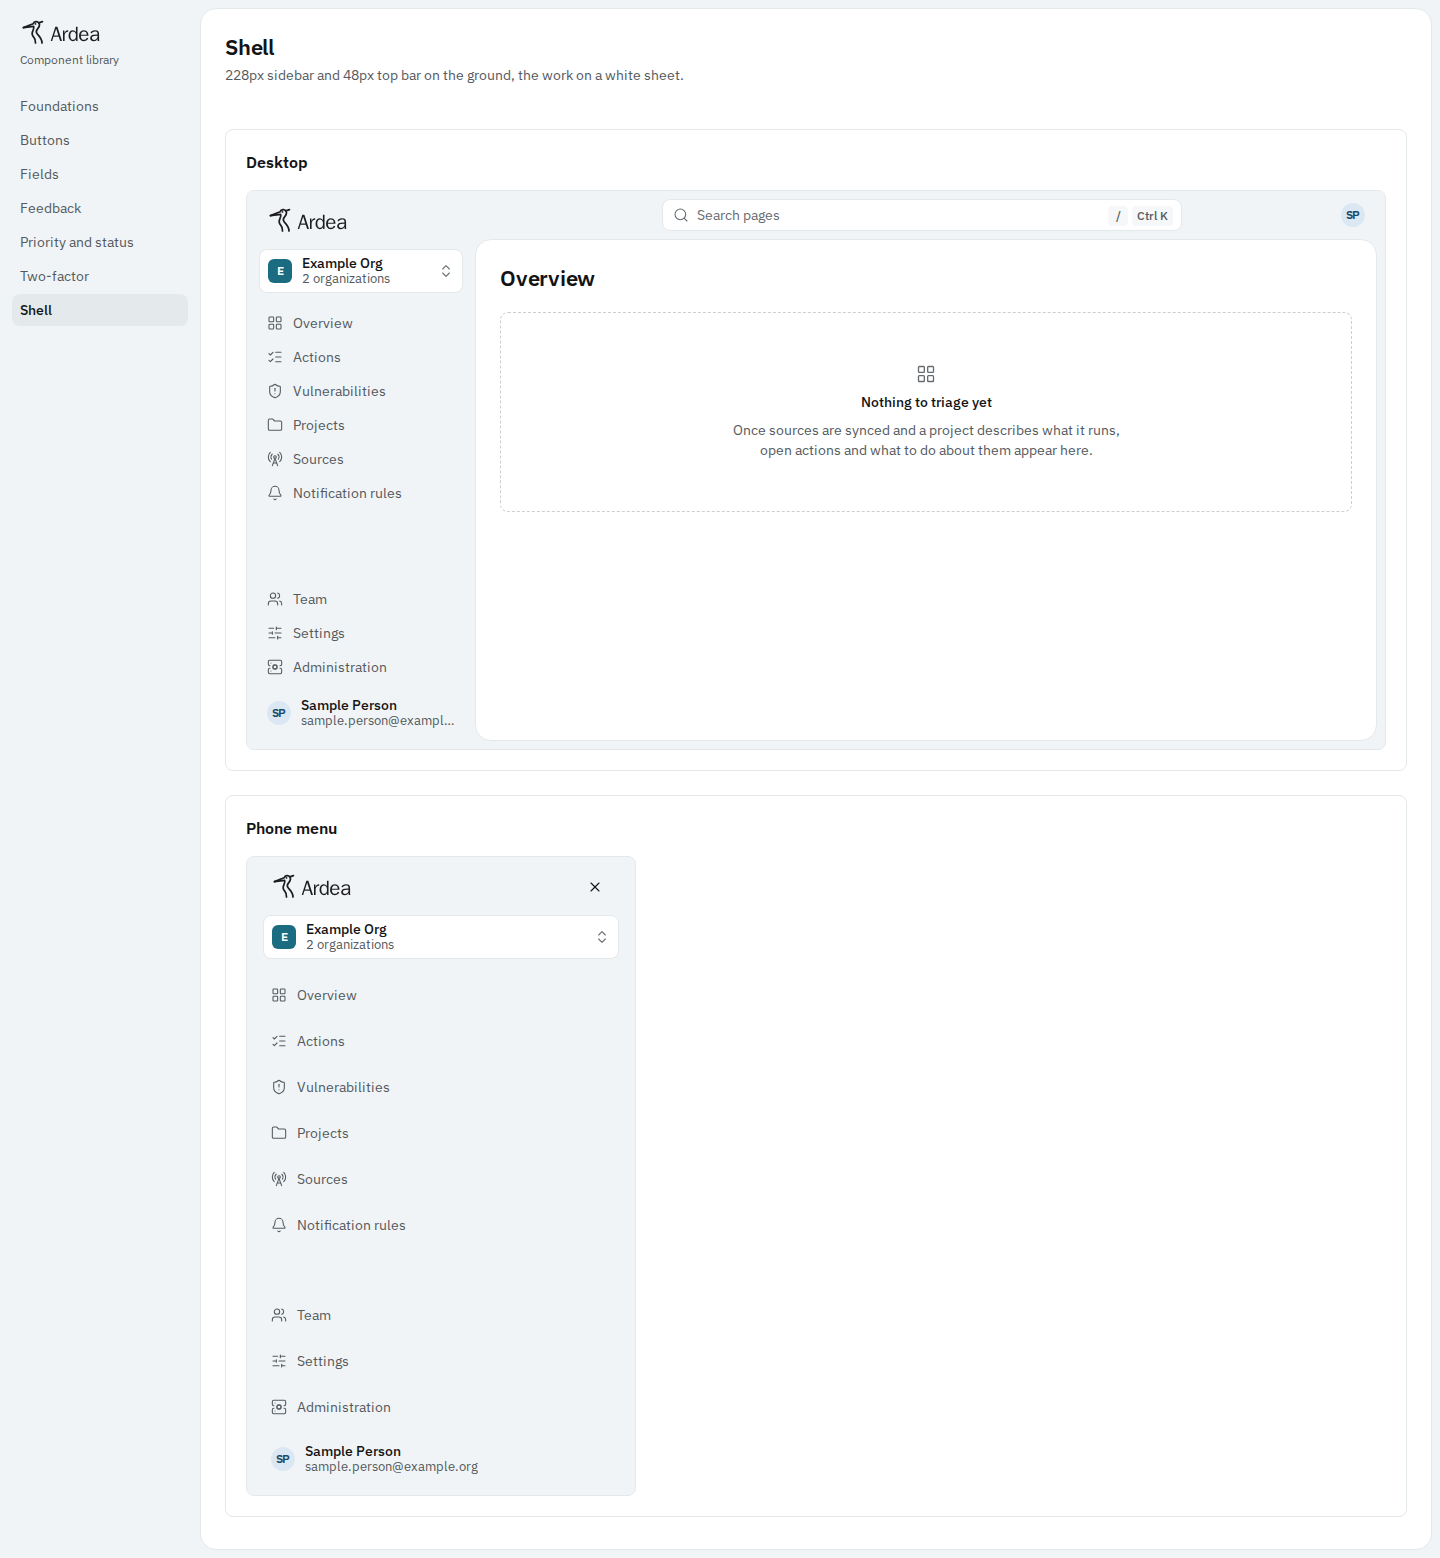 Ardea
Component library
Foundations
Buttons
Fields
Feedback
Priority and status
Two-factor
Shell
Shell
228px sidebar and 48px top bar on the ground, the work on a white sheet.
Desktop
Ardea
Search pages
/ Ctrl K
SP
E
Example Org
2 organizations
Overview
Actions
Vulnerabilities
Projects
Sources
Notification rules
Team
Settings
Administration
SP
Sample Person
sample.person@exampl...
Overview
Nothing to triage yet
Once sources are synced and a project describes what it runs,
open actions and what to do about them appear here.
Phone menu
Ardea
E
Example Org
2 organizations
Overview
Actions
Vulnerabilities
Projects
Sources
Notification rules
Team
Settings
Administration
SP
Sample Person
sample.person@example.org